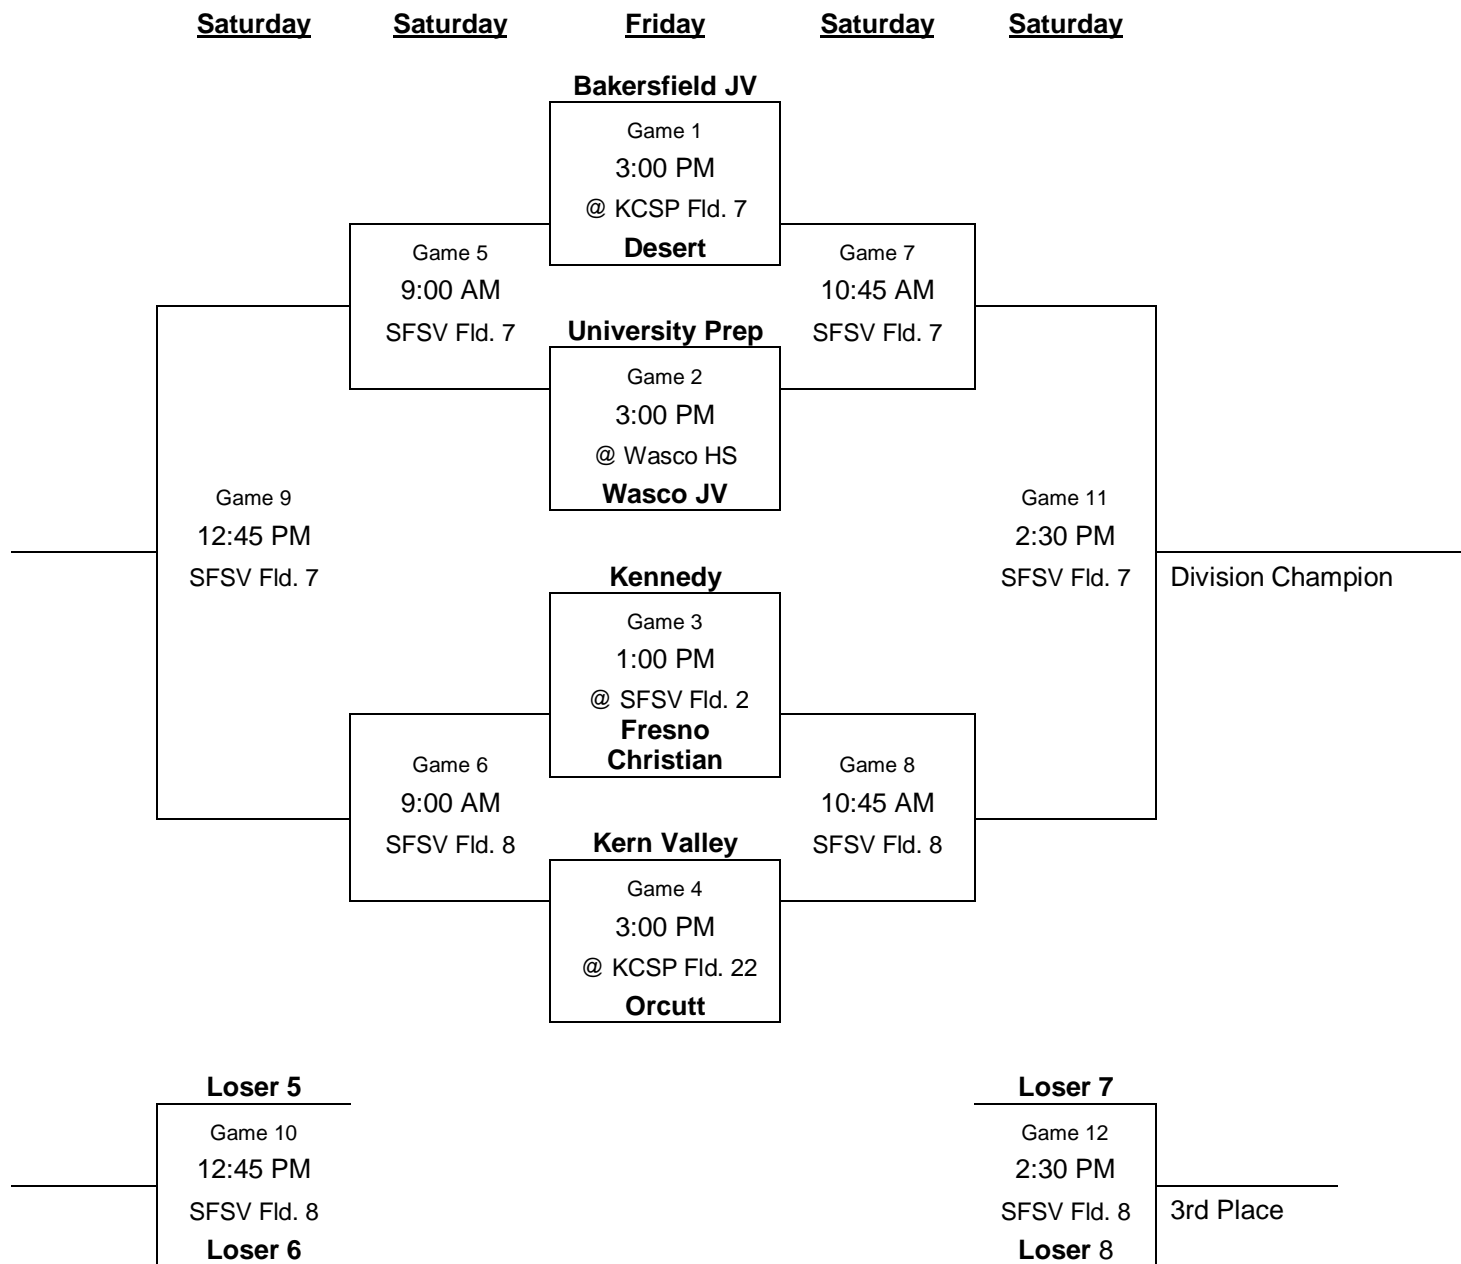 Saturday Saturday Friday Saturday Saturday
Bakersfield JV
Game 1
3:00 PM
@ KCSP Fld. 7
Desert
Game 5
9:00 AM
SFSV Fld. 7
Game 7
10:45 AM
SFSV Fld. 7
University Prep
Game 2
3:00 PM
@ Wasco HS
Wasco JV
Game 9
12:45 PM
SFSV Fld. 7
Game 11
2:30 PM
SFSV Fld. 7
Division Champion
Kennedy
Game 3
1:00 PM
@ SFSV Fld. 2
Fresno
Christian
Game 6
9:00 AM
SFSV Fld. 8
Game 8
10:45 AM
SFSV Fld. 8
Kern Valley
Game 4
3:00 PM
@ KCSP Fld. 22
Orcutt
Loser 5
Game 10
12:45 PM
SFSV Fld. 8
Loser 6
Loser 7
Game 12
2:30 PM
SFSV Fld. 8
Loser 8
3rd Place